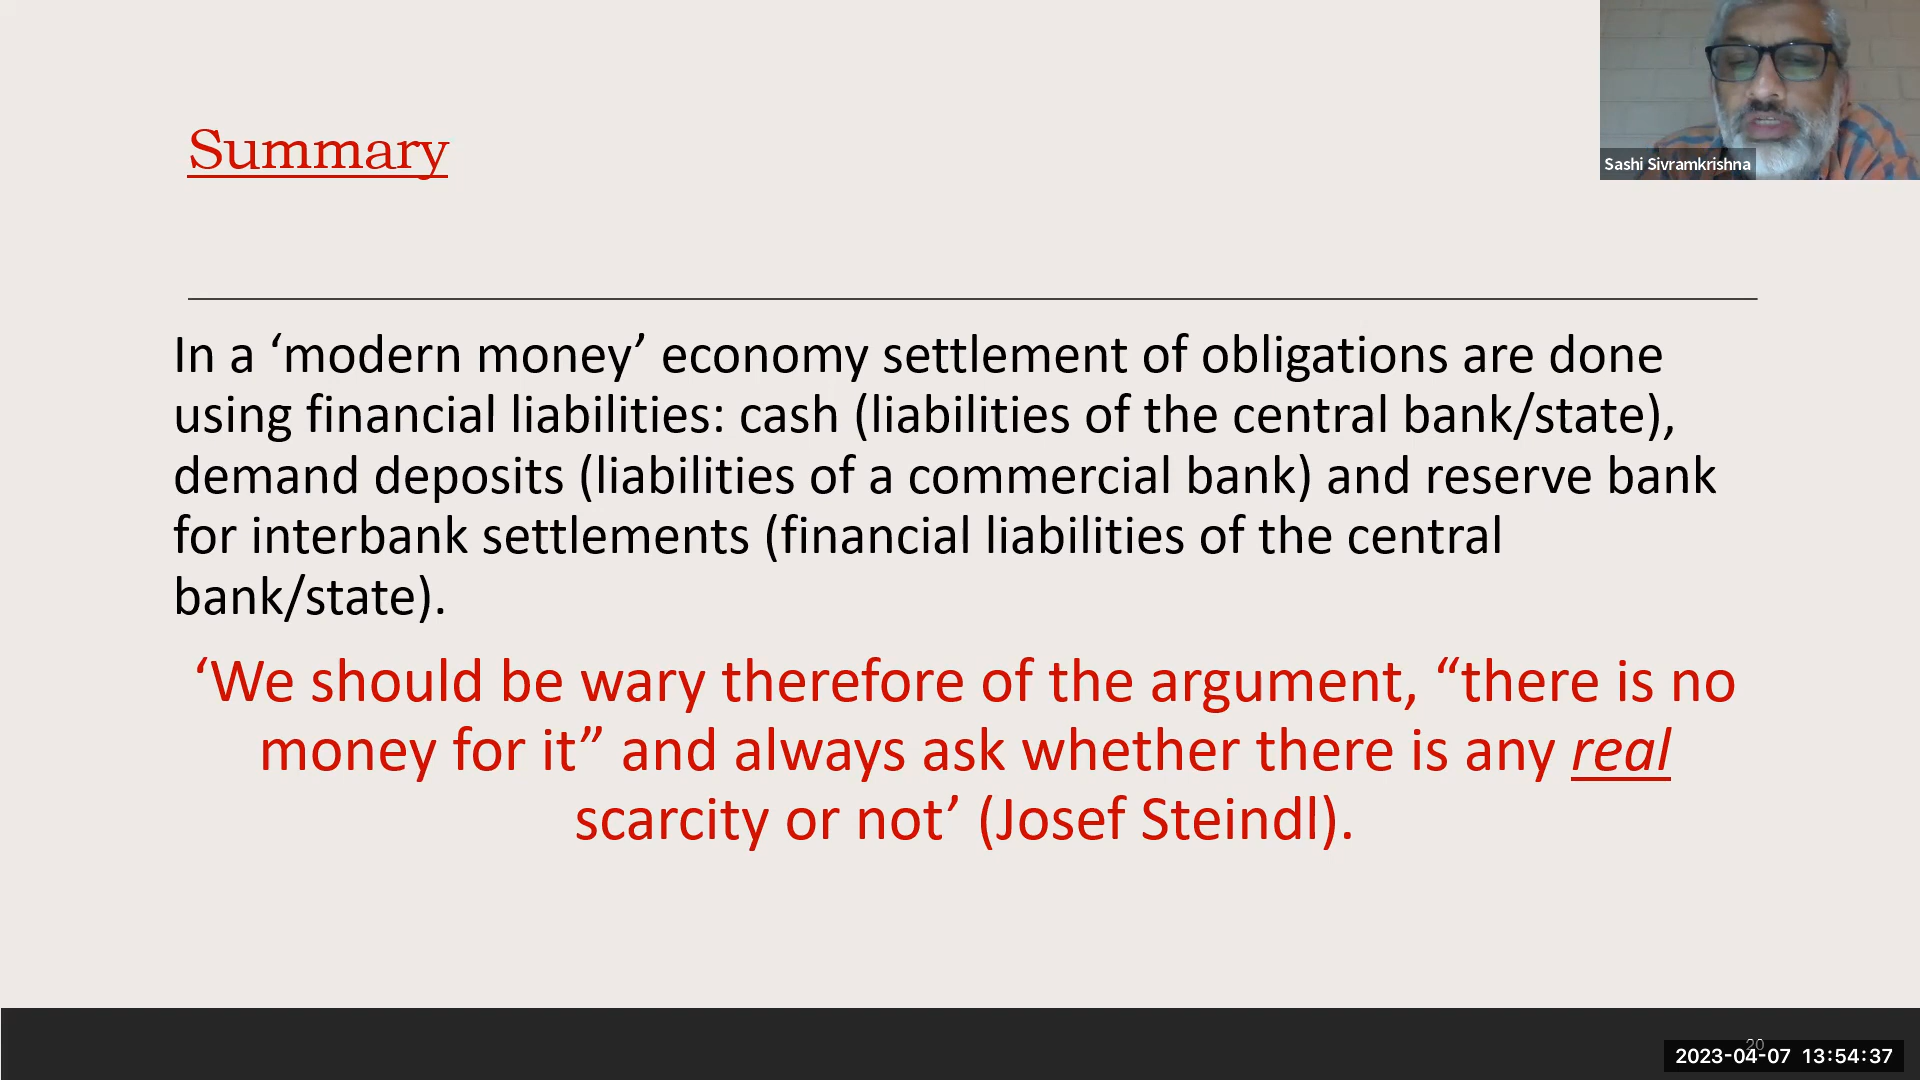 Summary
Sashi Sivramkrishna
In a ‘modern money’ economy settlement of obligations are done
using financial liabilities: cash (liabilities of the central bank/state),
demand deposits (liabilities of a commercial bank) and reserve bank
for interbank settlements (financial liabilities of the central
bank/state).
‘We should be wary therefore of the argument, “there is no
money for it” and always ask whether there is any real
scarcity or not’ (Josef Steindl).
20
2023-04-07 13:54:37